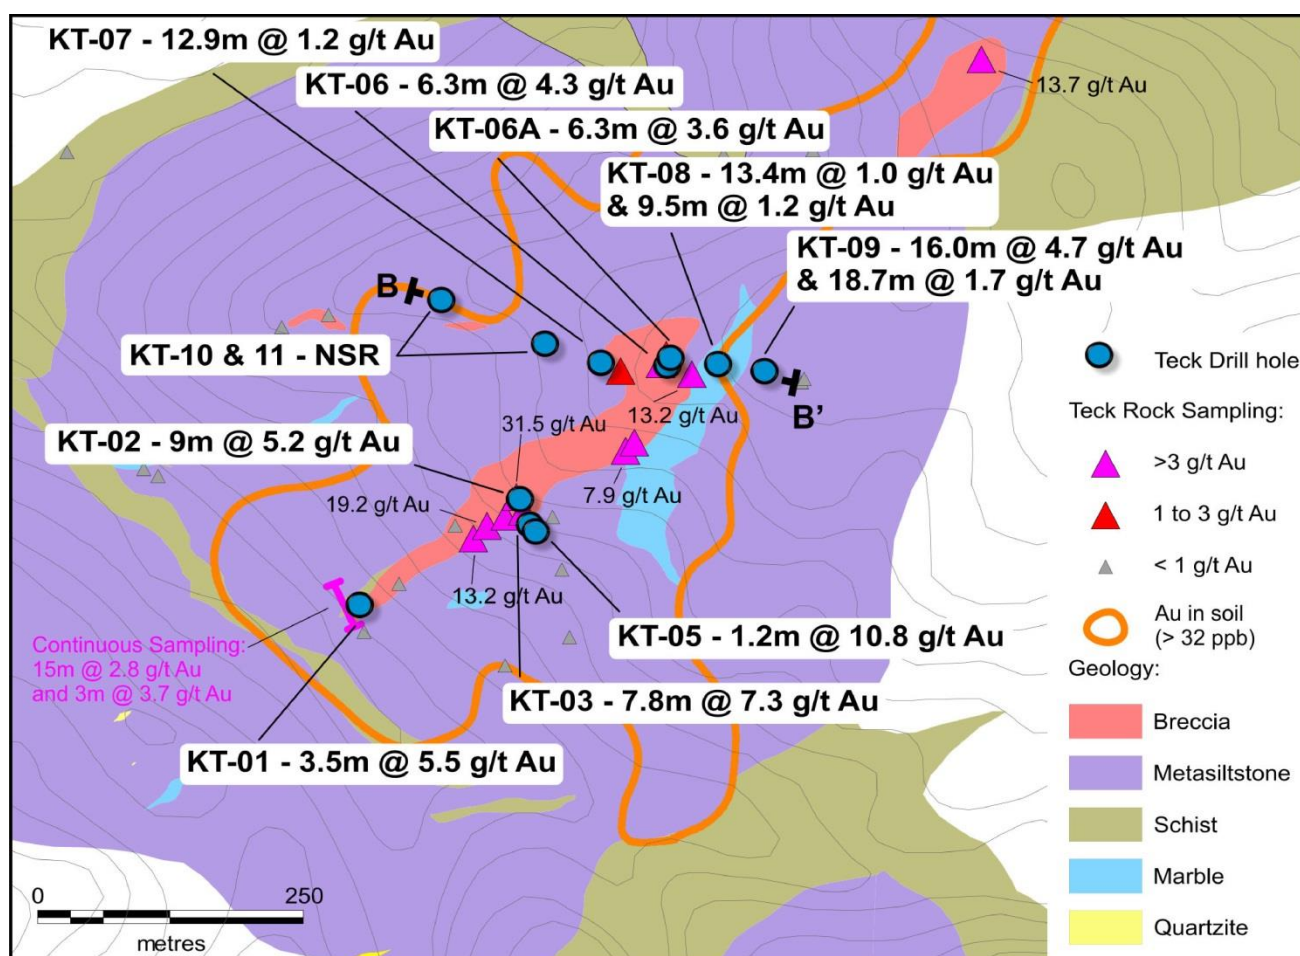 KT-07 - 12.9m @ 1.2 g/t Au
KT-06 - 6.3m @ 4.3 g/t Au
KT-06A - 6.3m @ 3.6 g/t Au
KT-08 - 13.4m @ 1.0 g/t Au
& 9.5m @ 1.2 g/t Au
KT-09 - 16.0m @ 4.7 g/t Au
& 18.7m @ 1.7 g/t Au
13.7 g/t Au
B
KT-10 & 11 - NSR
B’
13.2 g/t Au
31.5 g/t Au
KT-02 - 9m @ 5.2 g/t Au
19.2 g/t Au
7.9 g/t Au
13.2 g/t Au
KT-05 - 1.2m @ 10.8 g/t Au
Continuous Sampling:
15m @ 2.8 g/t Au
and 3m @ 3.7 g/t Au
KT-03 - 7.8m @ 7.3 g/t Au
KT-01 - 3.5m @ 5.5 g/t Au
0 250
metres
Teck Drill hole
Teck Rock Sampling:
>3 g/t Au
1 to 3 g/t Au
< 1 g/t Au
Au in soil
(> 32 ppb)
Geology:
Breccia
Metasiltstone
Schist
Marble
Quartzite